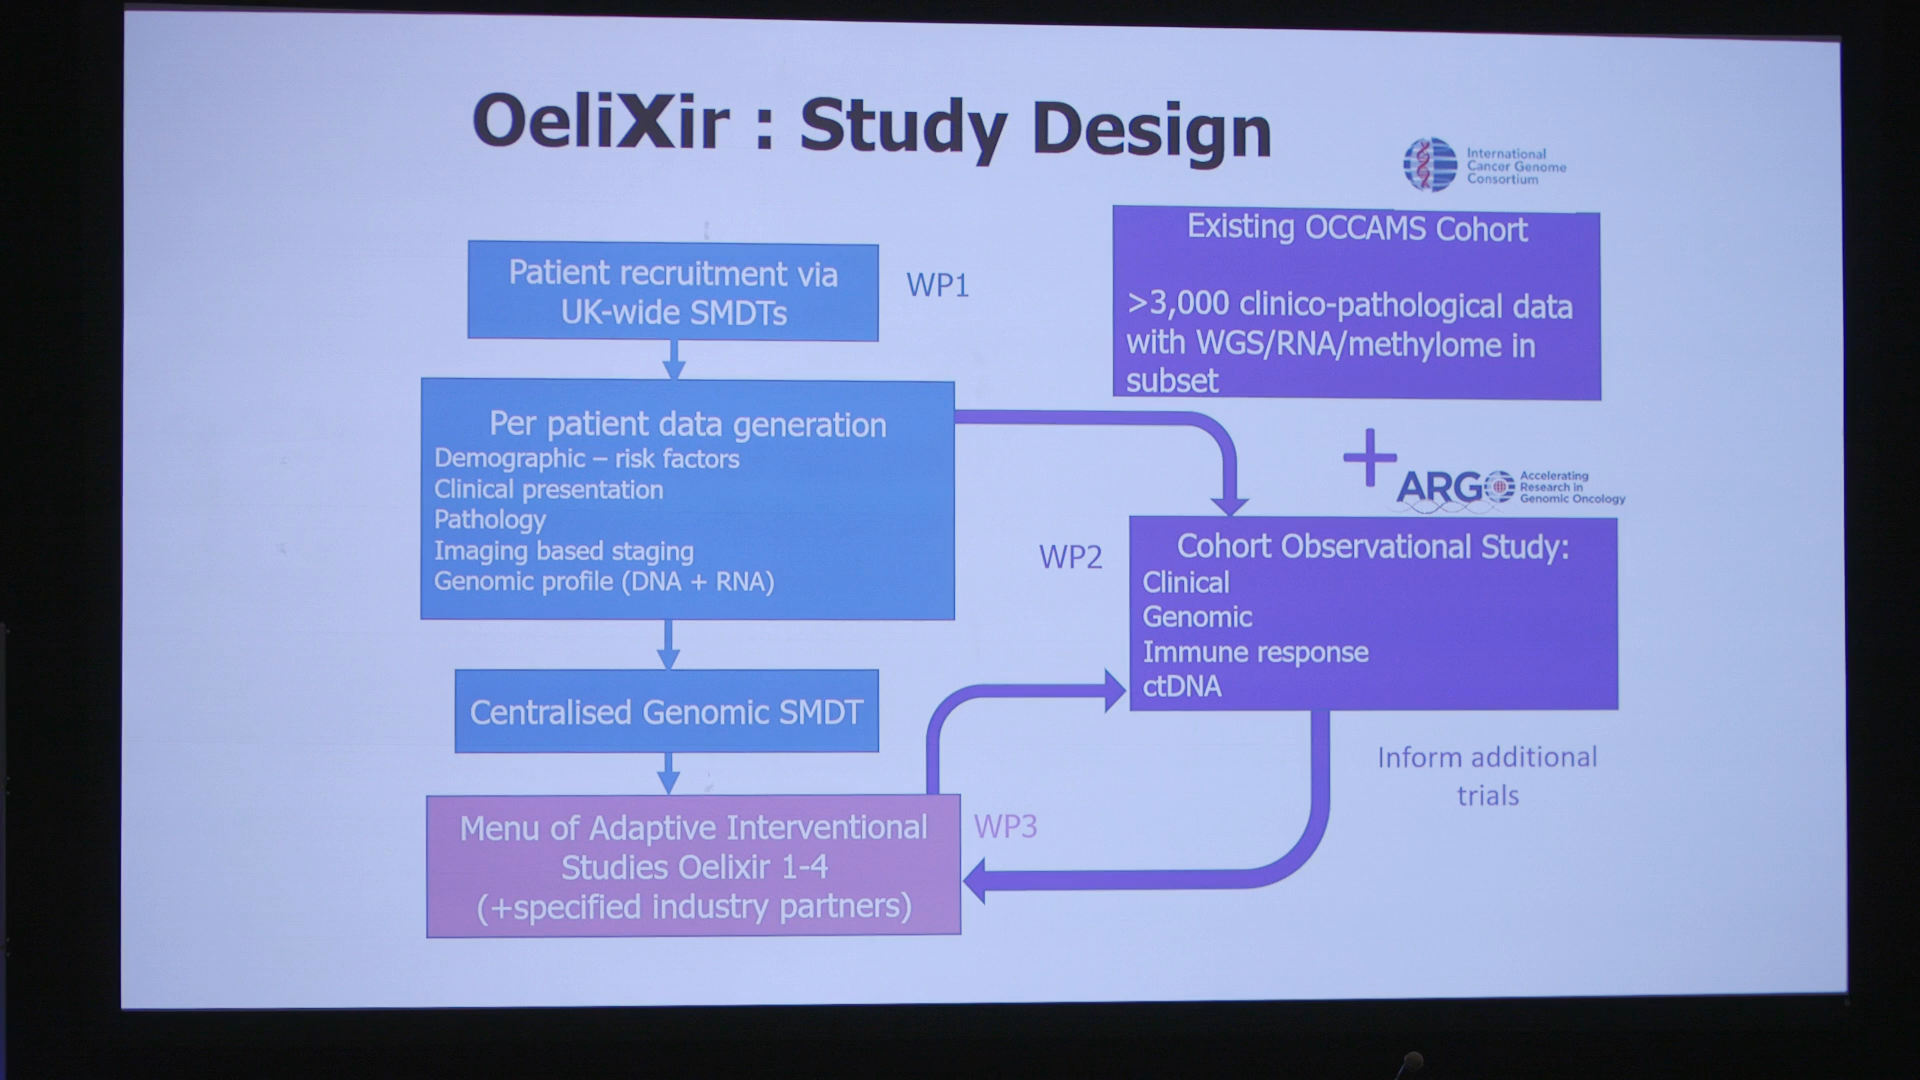 OeliXir : Study Design
International
Cancer Genome
Consortium
Patient recruitment via
UK-wide SMDTs
WP1
Existing OCCAMS Cohort
>3,000 clinico-pathological data
with WGS/RNA/methylome in
subset
Per patient data generation
Demographic – risk factors
Clinical presentation
Pathology
Imaging based staging
Genomic profile (DNA + RNA)
+
ARGO
Accelerating
Research in
Genomic Oncology
WP2
Cohort Observational Study:
Clinical
Genomic
Immune response
ctDNA
Centralised Genomic SMDT
Inform additional
trials
Menu of Adaptive Interventional
Studies Oelixir 1-4
(+specified industry partners)
WP3